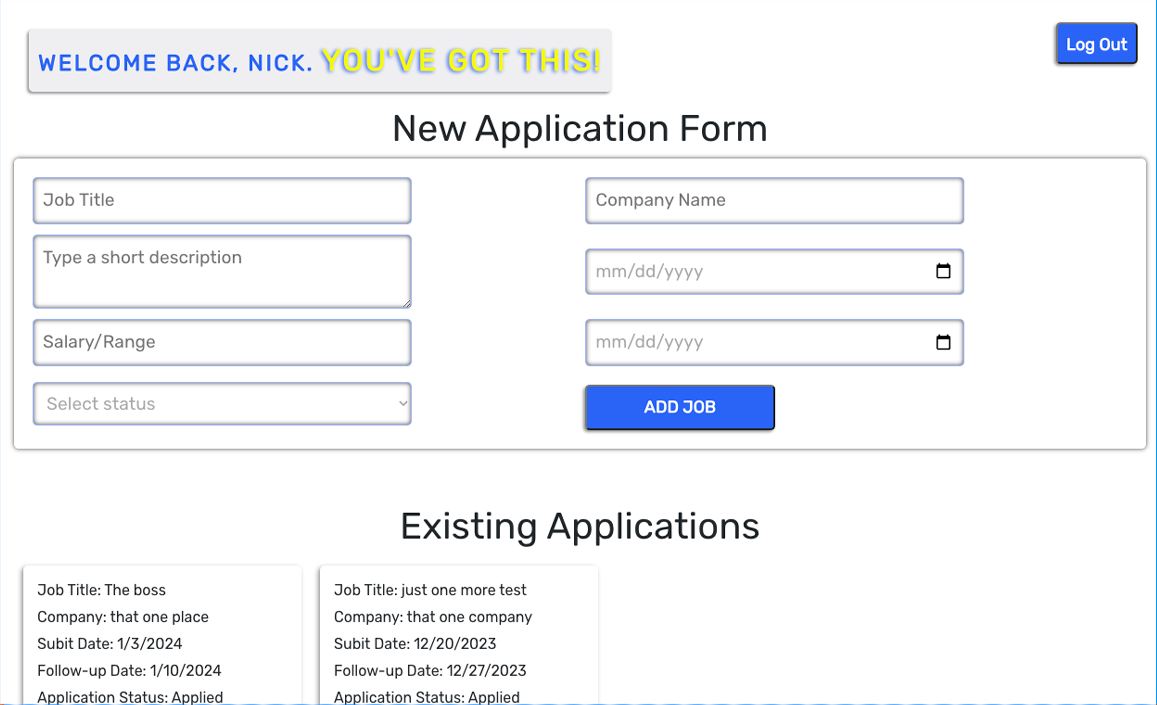 WELCOME BACK, NICK. YOU'VE GOT THIS!
Log Out
New Application Form
Job Title
Company Name
Type a short description
mm/dd/yyyy
Salary/Range
mm/dd/yyyy
Select status
ADD JOB
Existing Applications
Job Title: The boss
Company: that one place
Subit Date: 1/3/2024
Follow-up Date: 1/10/2024
Application Status: Applied
Job Title: just one more test
Company: that one company
Subit Date: 12/20/2023
Follow-up Date: 12/27/2023
Application Status: Applied